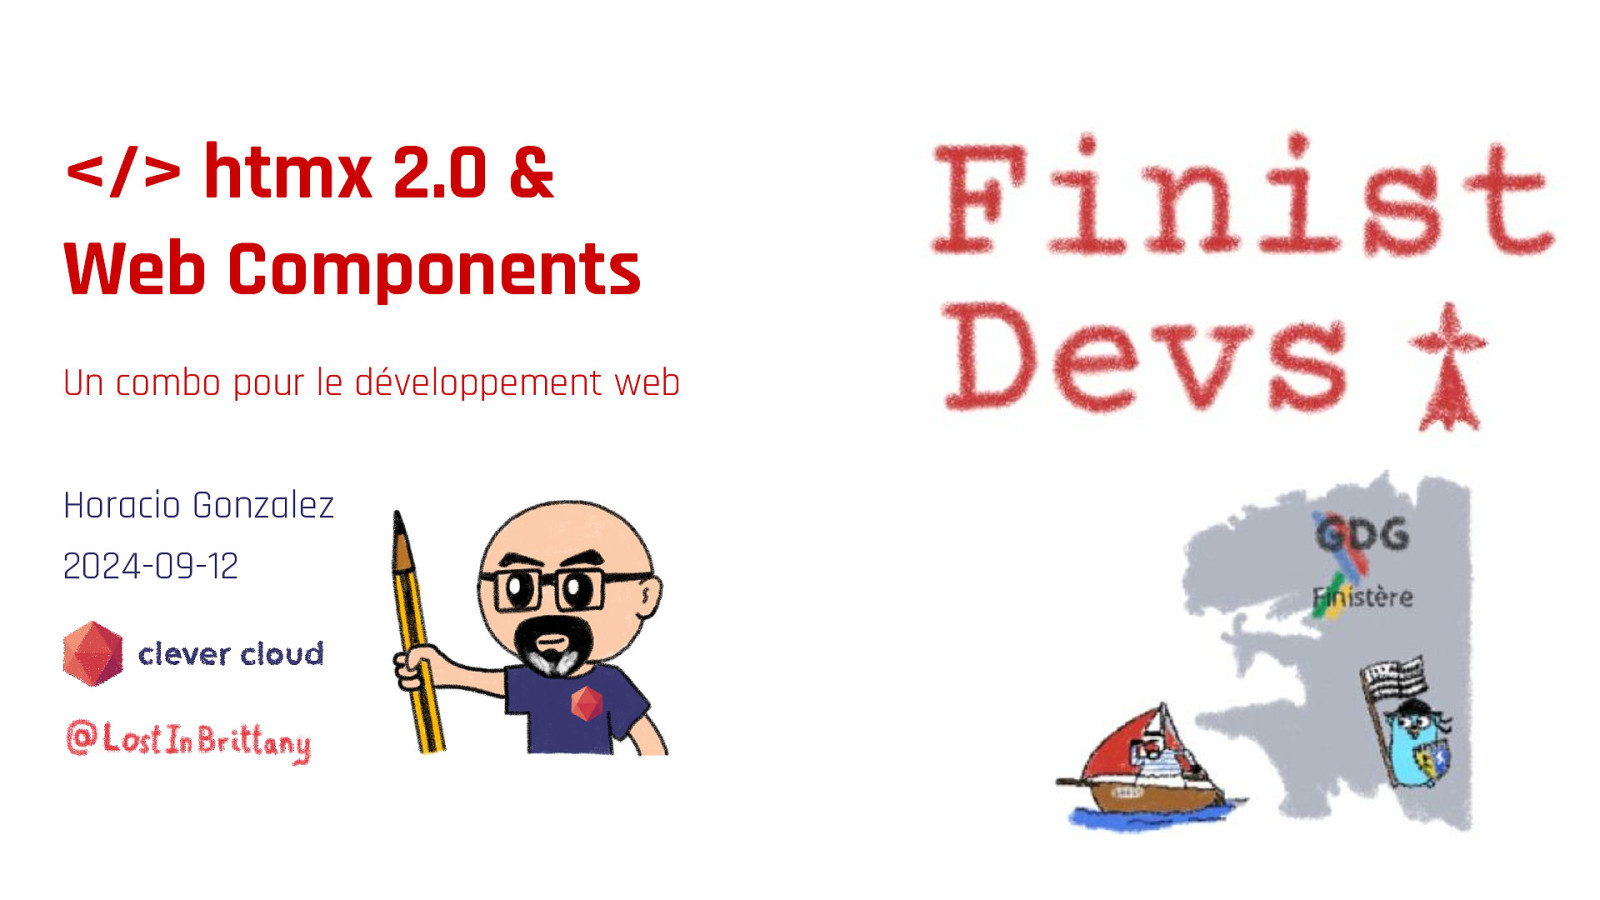 </> htmx 2.0 &
Web Components
Un combo pour le développement web
Horacio Gonzalez
2024-09-12
clever cloud
@LostInBrittany
Finist
Devs
GDG
Finistère